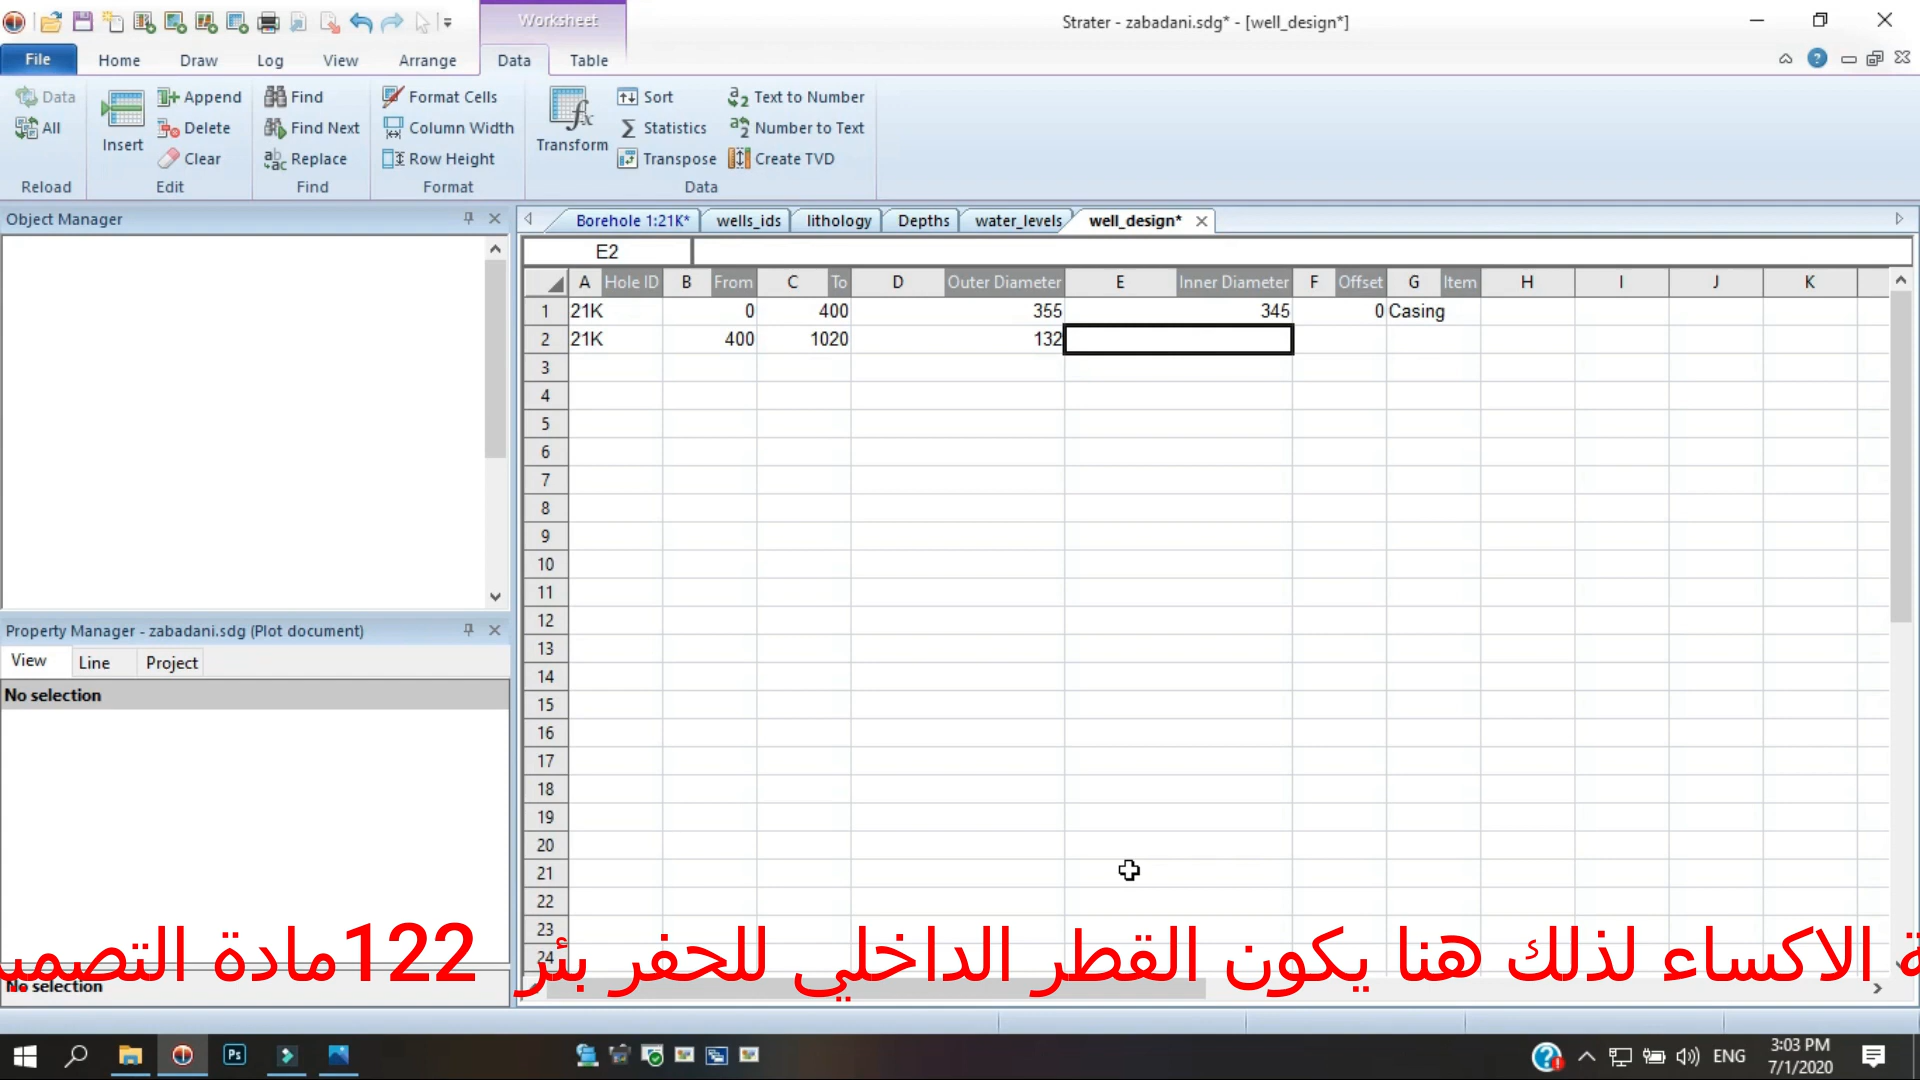 Worksheet
Strater - zabadani.sdg* - [well_design*]
File Home Draw Log View Arrange Data Table
Data Append Find Format Cells Sort Text to Number
All Insert Delete Find Next Column Width Transform Statistics Number to Text
Clear Replace Row Height Transpose Create TVD
Reload Edit Find Format Data
Object Manager
Borehole 1:21K* wells_ids lithology Depths water_levels well_design*
E2
A Hole ID B From C To D Outer Diameter E Inner Diameter F Offset G Item H I J K
1 21K 0 400 355 345 0 Casing
2 21K 400 1020 132
3
4
5
6
7
8
9
10
11
12
13
14
15
16
17
18
19
20
21
22
23
24
Property Manager - zabadani.sdg (Plot document)
View Line Project
No selection
ة الاكساء لذلك هنا يكون القطر الداخلي للحفر بئر 122مادة التصمي
No selection
Ps
ENG
3:03 PM
7/1/2020